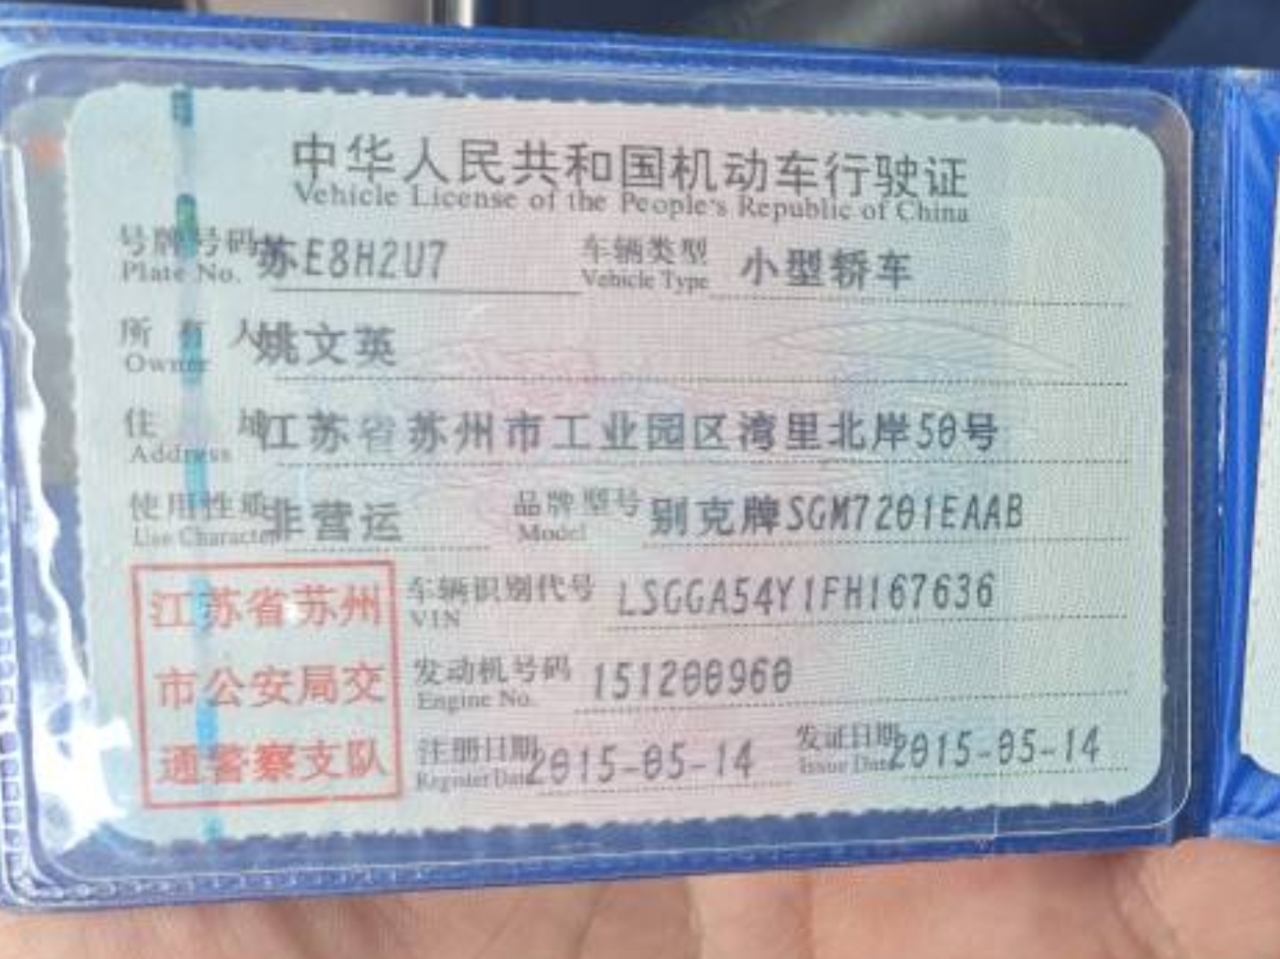 中华人民共和国机动车行驶证
Vehicle License of the People's Republic of China
号牌号码 苏E8H2U7 车辆类型 小型轿车
Plate No. Vehicle Type
所有人 姚文英
Owner
住 址 江苏省苏州市工业园区湾里北岸50号
Address
使用性质 非营运 品牌型号 别克牌SGM7201EAAB
Use Character Model
江苏省苏州
市公安局交
通警察支队
车辆识别代号 LSGGA54Y1FH167636
VIN
发动机号码 151200960
Engine No.
注册日期 2015-05-14 发证日期 2015-05-14
Register Date Issue Date